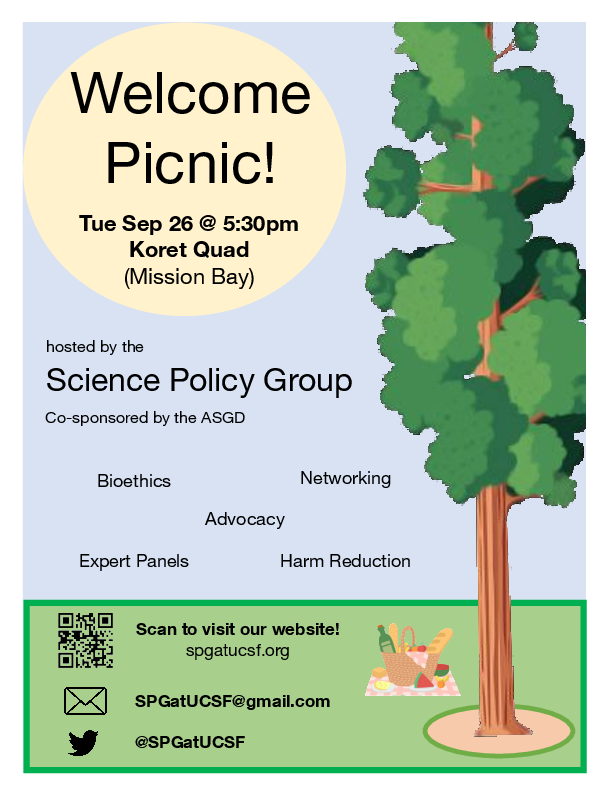 Welcome
Picnic!
Tue Sep 26 @ 5:30pm
Koret Quad
(Mission Bay)
hosted by the
Science Policy Group
Co-sponsored by the ASGD
Bioethics
Networking
Advocacy
Expert Panels
Harm Reduction
Scan to visit our website!
spgatucsf.org
SPGatUCSF@gmail.com
@SPGatUCSF